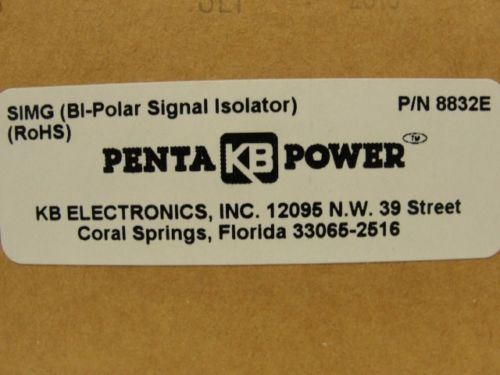 SIMG (BI-Polar Signal Isolator) P/N 8832E
(RoHS)
PENTA KB POWER TM
KB ELECTRONICS, INC. 12095 N.W. 39 Street
Coral Springs, Florida 33065-2516